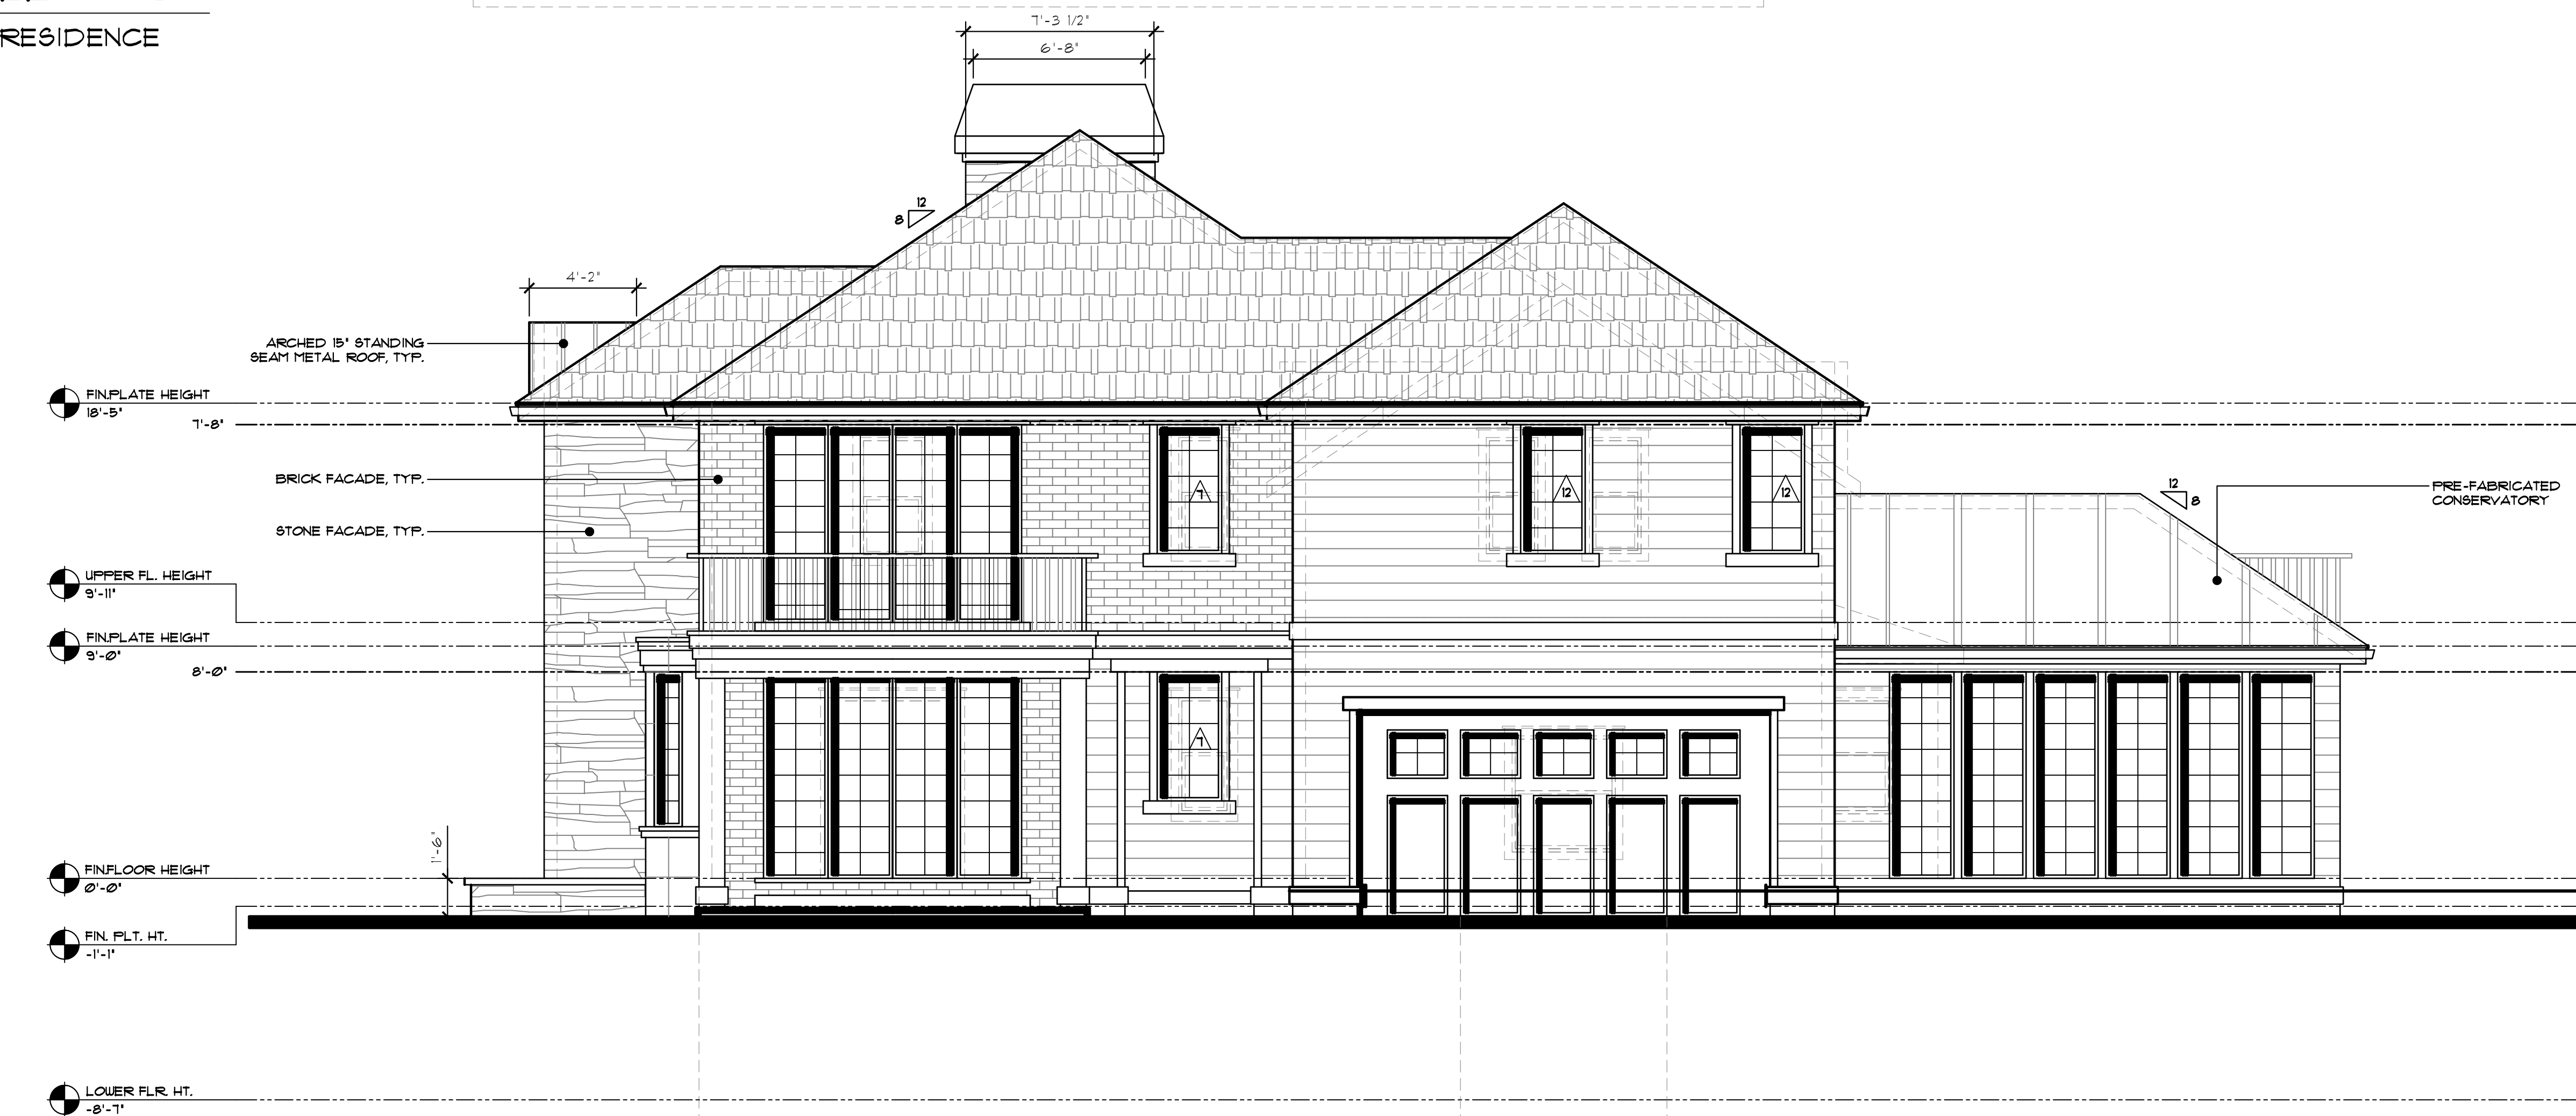 RESIDENCE
7'-3 1/2"
6'-8"
12
8
4'-2"
ARCHED 15" STANDING
SEAM METAL ROOF, TYP.
FIN.PLATE HEIGHT
18'-5"
7'-8"
BRICK FACADE, TYP.
STONE FACADE, TYP.
7
12
12
12
8
PRE-FABRICATED
CONSERVATORY
UPPER FL. HEIGHT
9'-11"
FIN.PLATE HEIGHT
9'-0"
8'-0"
7
1'-6"
FIN.FLOOR HEIGHT
0'-0"
FIN. PLT. HT.
-1'-1"
LOWER FLR. HT.
-8'-7"